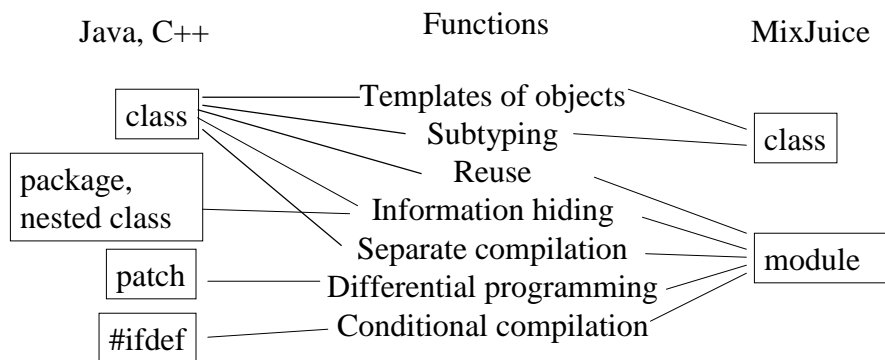 Java, C++
Functions
MixJuice
class
package,
nested class
patch
#ifdef
Templates of objects
Subtyping
Reuse
Information hiding
Separate compilation
Differential programming
Conditional compilation
class
module